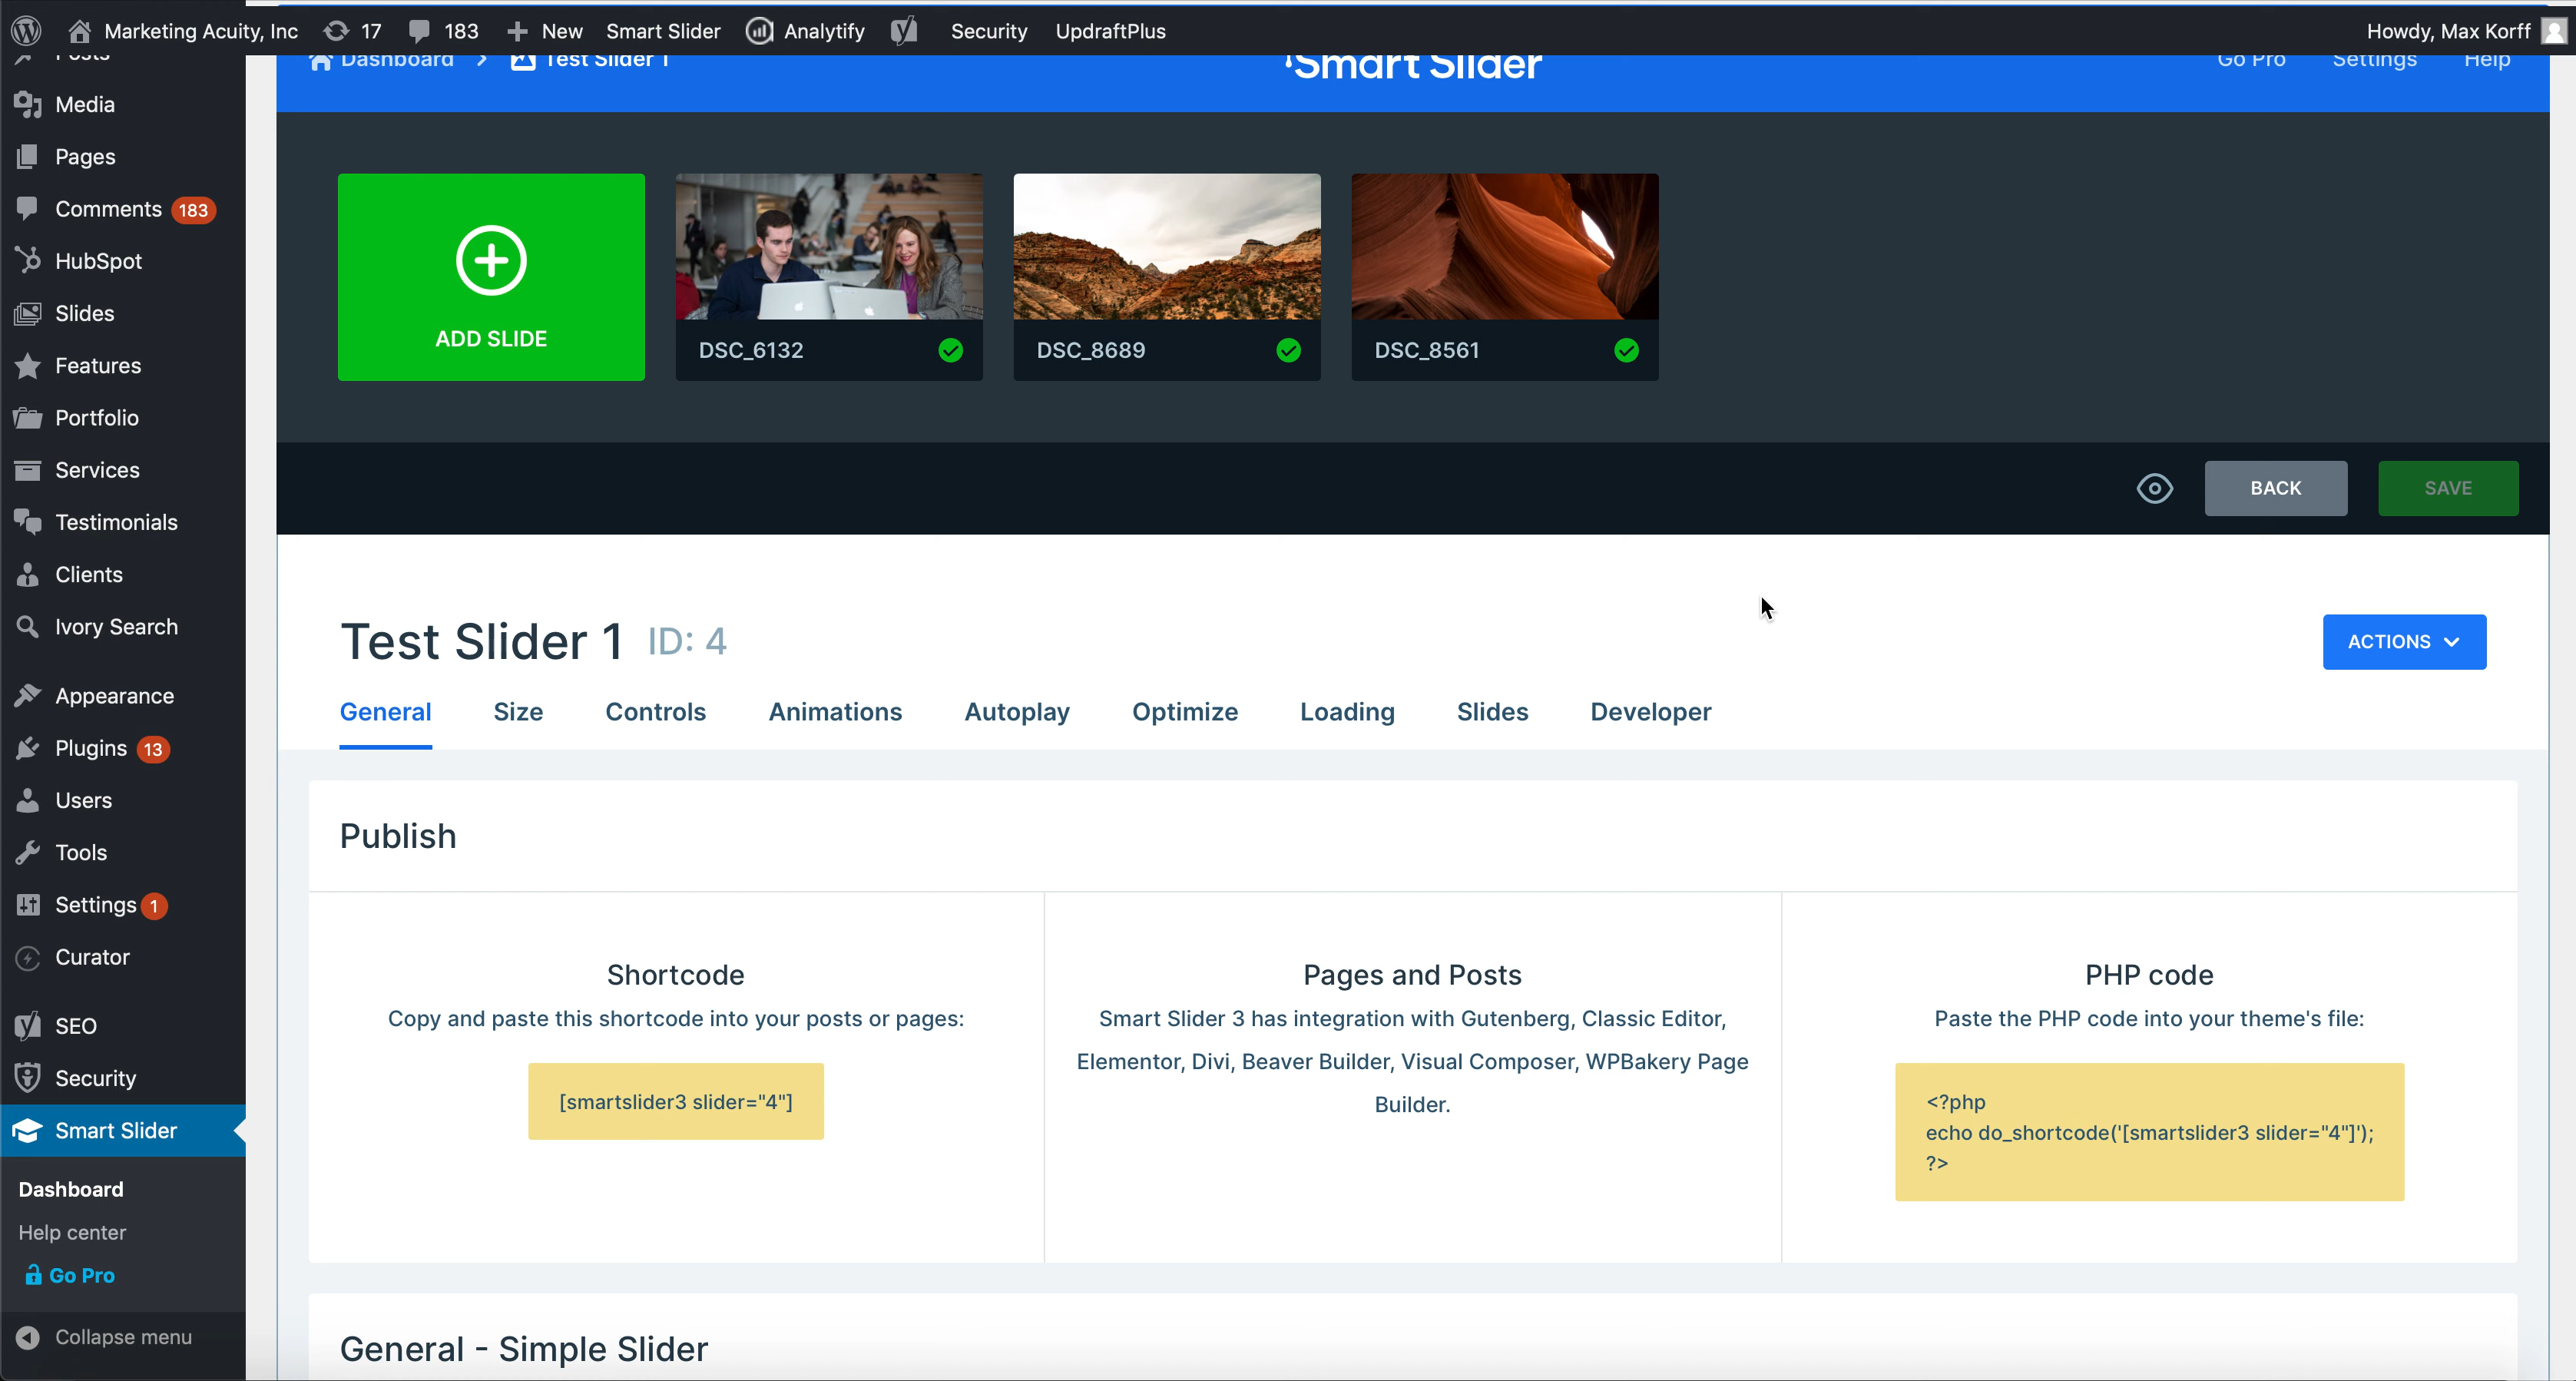 Marketing Acuity, Inc 17 183 New Smart Slider Analytify Security UpdraftPlus Howdy, Max Korff
Posts
Dashboard Test Slider 1 Smart Slider Go Pro Settings Help
Media
Pages
Comments 183
HubSpot
Slides
Features
Portfolio
Services
Testimonials
Clients
Ivory Search
Appearance
Plugins 13
Users
Tools
Settings 1
Curator
SEO
Security
Smart Slider
Dashboard
Help center
Go Pro
Collapse menu
ADD SLIDE
DSC_6132
DSC_8689
DSC_8561
BACK
SAVE
Test Slider 1 ID: 4
ACTIONS
General Size Controls Animations Autoplay Optimize Loading Slides Developer
Publish
Shortcode
Copy and paste this shortcode into your posts or pages:
[smartslider3 slider="4"]
Pages and Posts
Smart Slider 3 has integration with Gutenberg, Classic Editor,
Elementor, Divi, Beaver Builder, Visual Composer, WPBakery Page
Builder.
PHP code
Paste the PHP code into your theme's file:
<?php
echo do_shortcode('[smartslider3 slider="4"]');
?>
General - Simple Slider